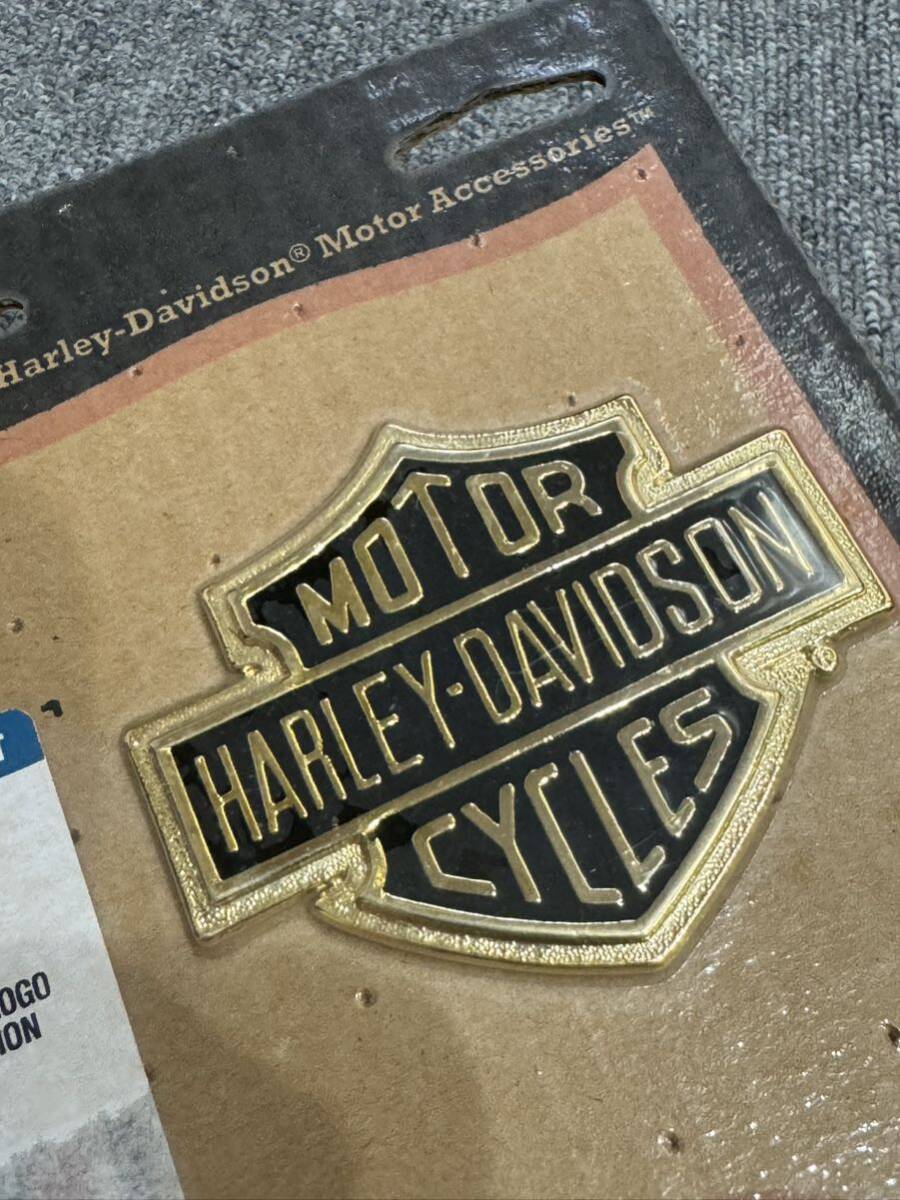 Harley-Davidson® Motor Accessories™
MOTOR
HARLEY-DAVIDSON
CYCLES
®
OGO
ION